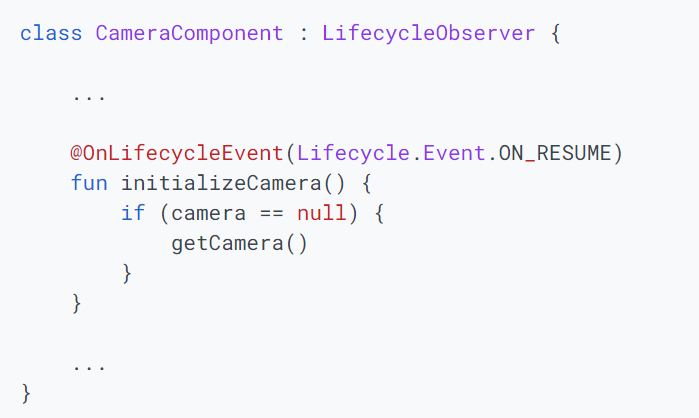 class CameraComponent : LifecycleObserver {
...
@OnLifecycleEvent(Lifecycle.Event.ON_RESUME)
fun initializeCamera() {
if (camera == null) {
getCamera()
}
}
...
}